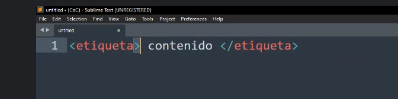 untitled • (CoC) - Sublime Text (UNREGISTERED)
File Edit Selection Find View Goto Tools Project Preferences Help
untitled
1 <etiqueta> contenido </etiqueta>